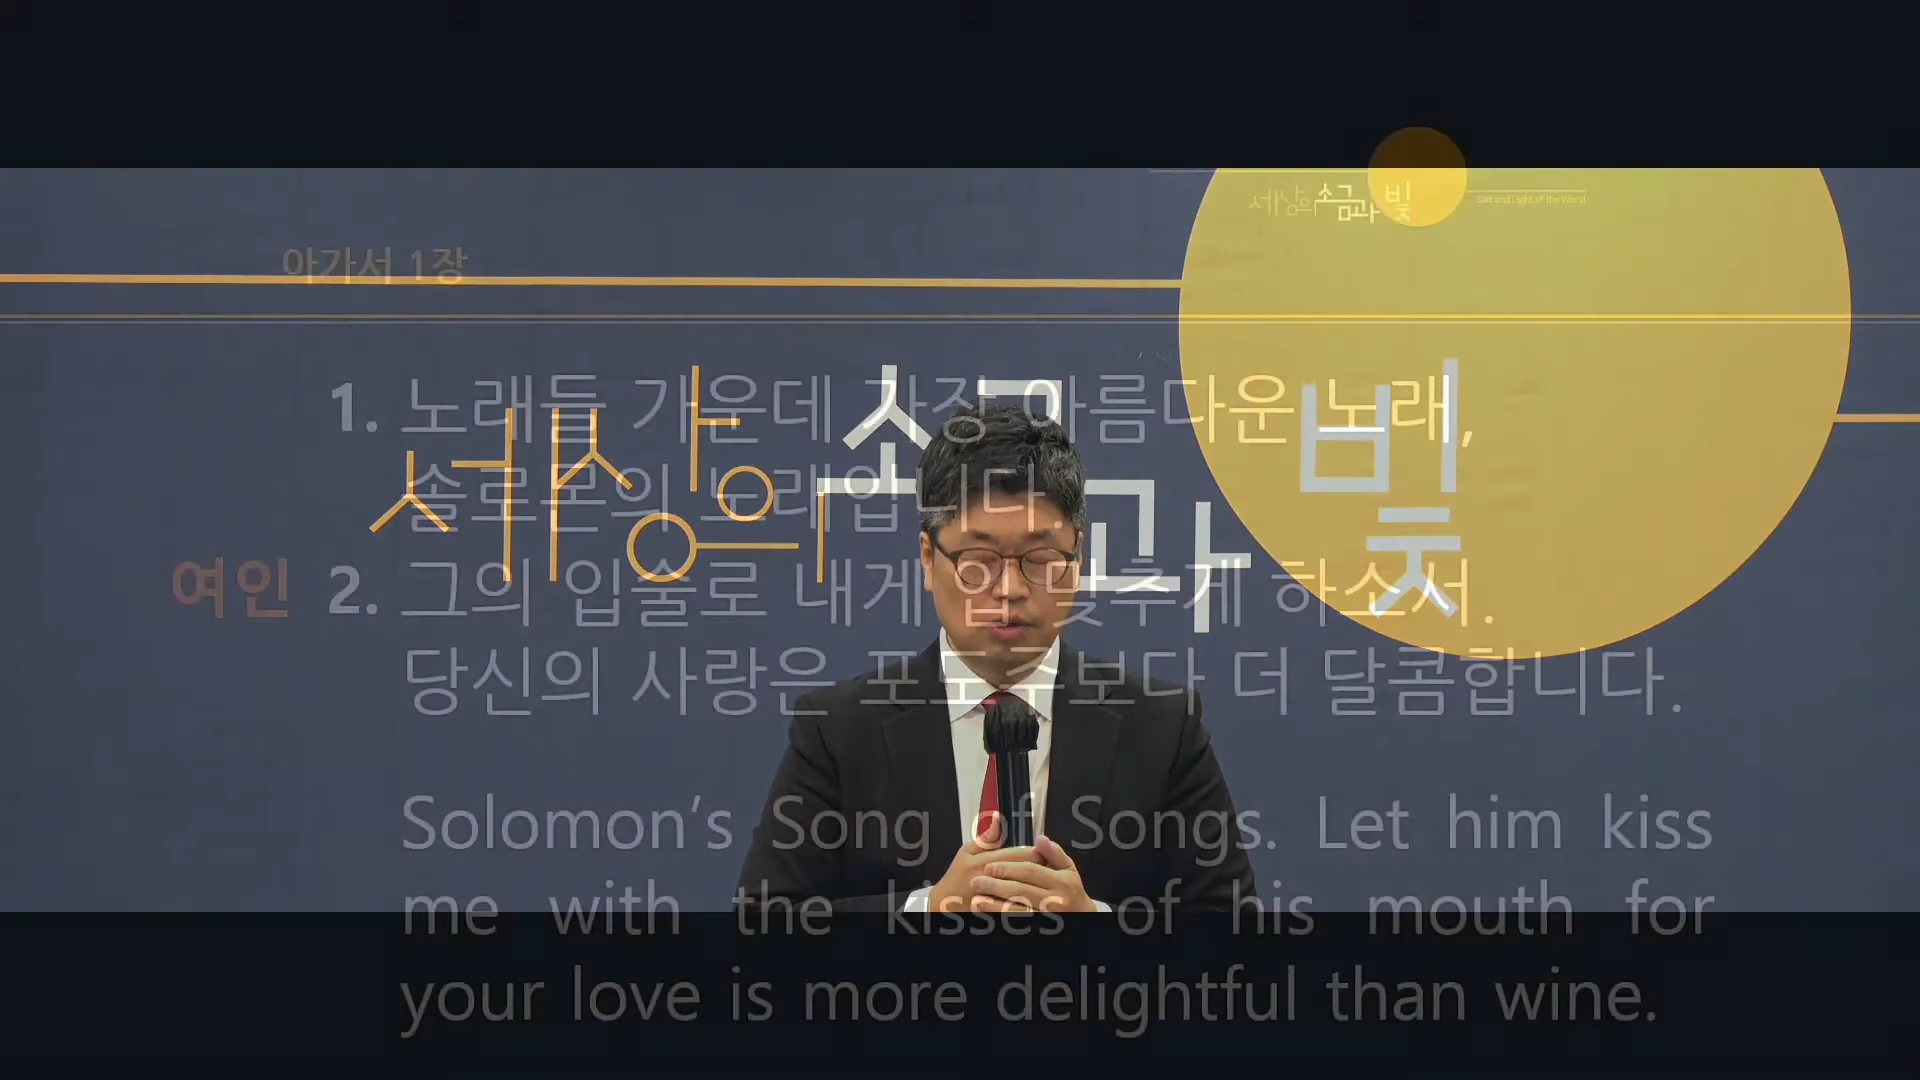 세상의소금과 빛
Salt and Light of the World
아가서 1장
세상의 소금과 빛
1. 노래들 가운데 가장 아름다운 노래,
솔로몬의 노래입니다.
여인 2. 그의 입술로 내게 입 맞추게 하소서.
당신의 사랑은 포도주보다 더 달콤합니다.
Solomon’s Song of Songs. Let him kiss
me with the kisses of his mouth for
your love is more delightful than wine.